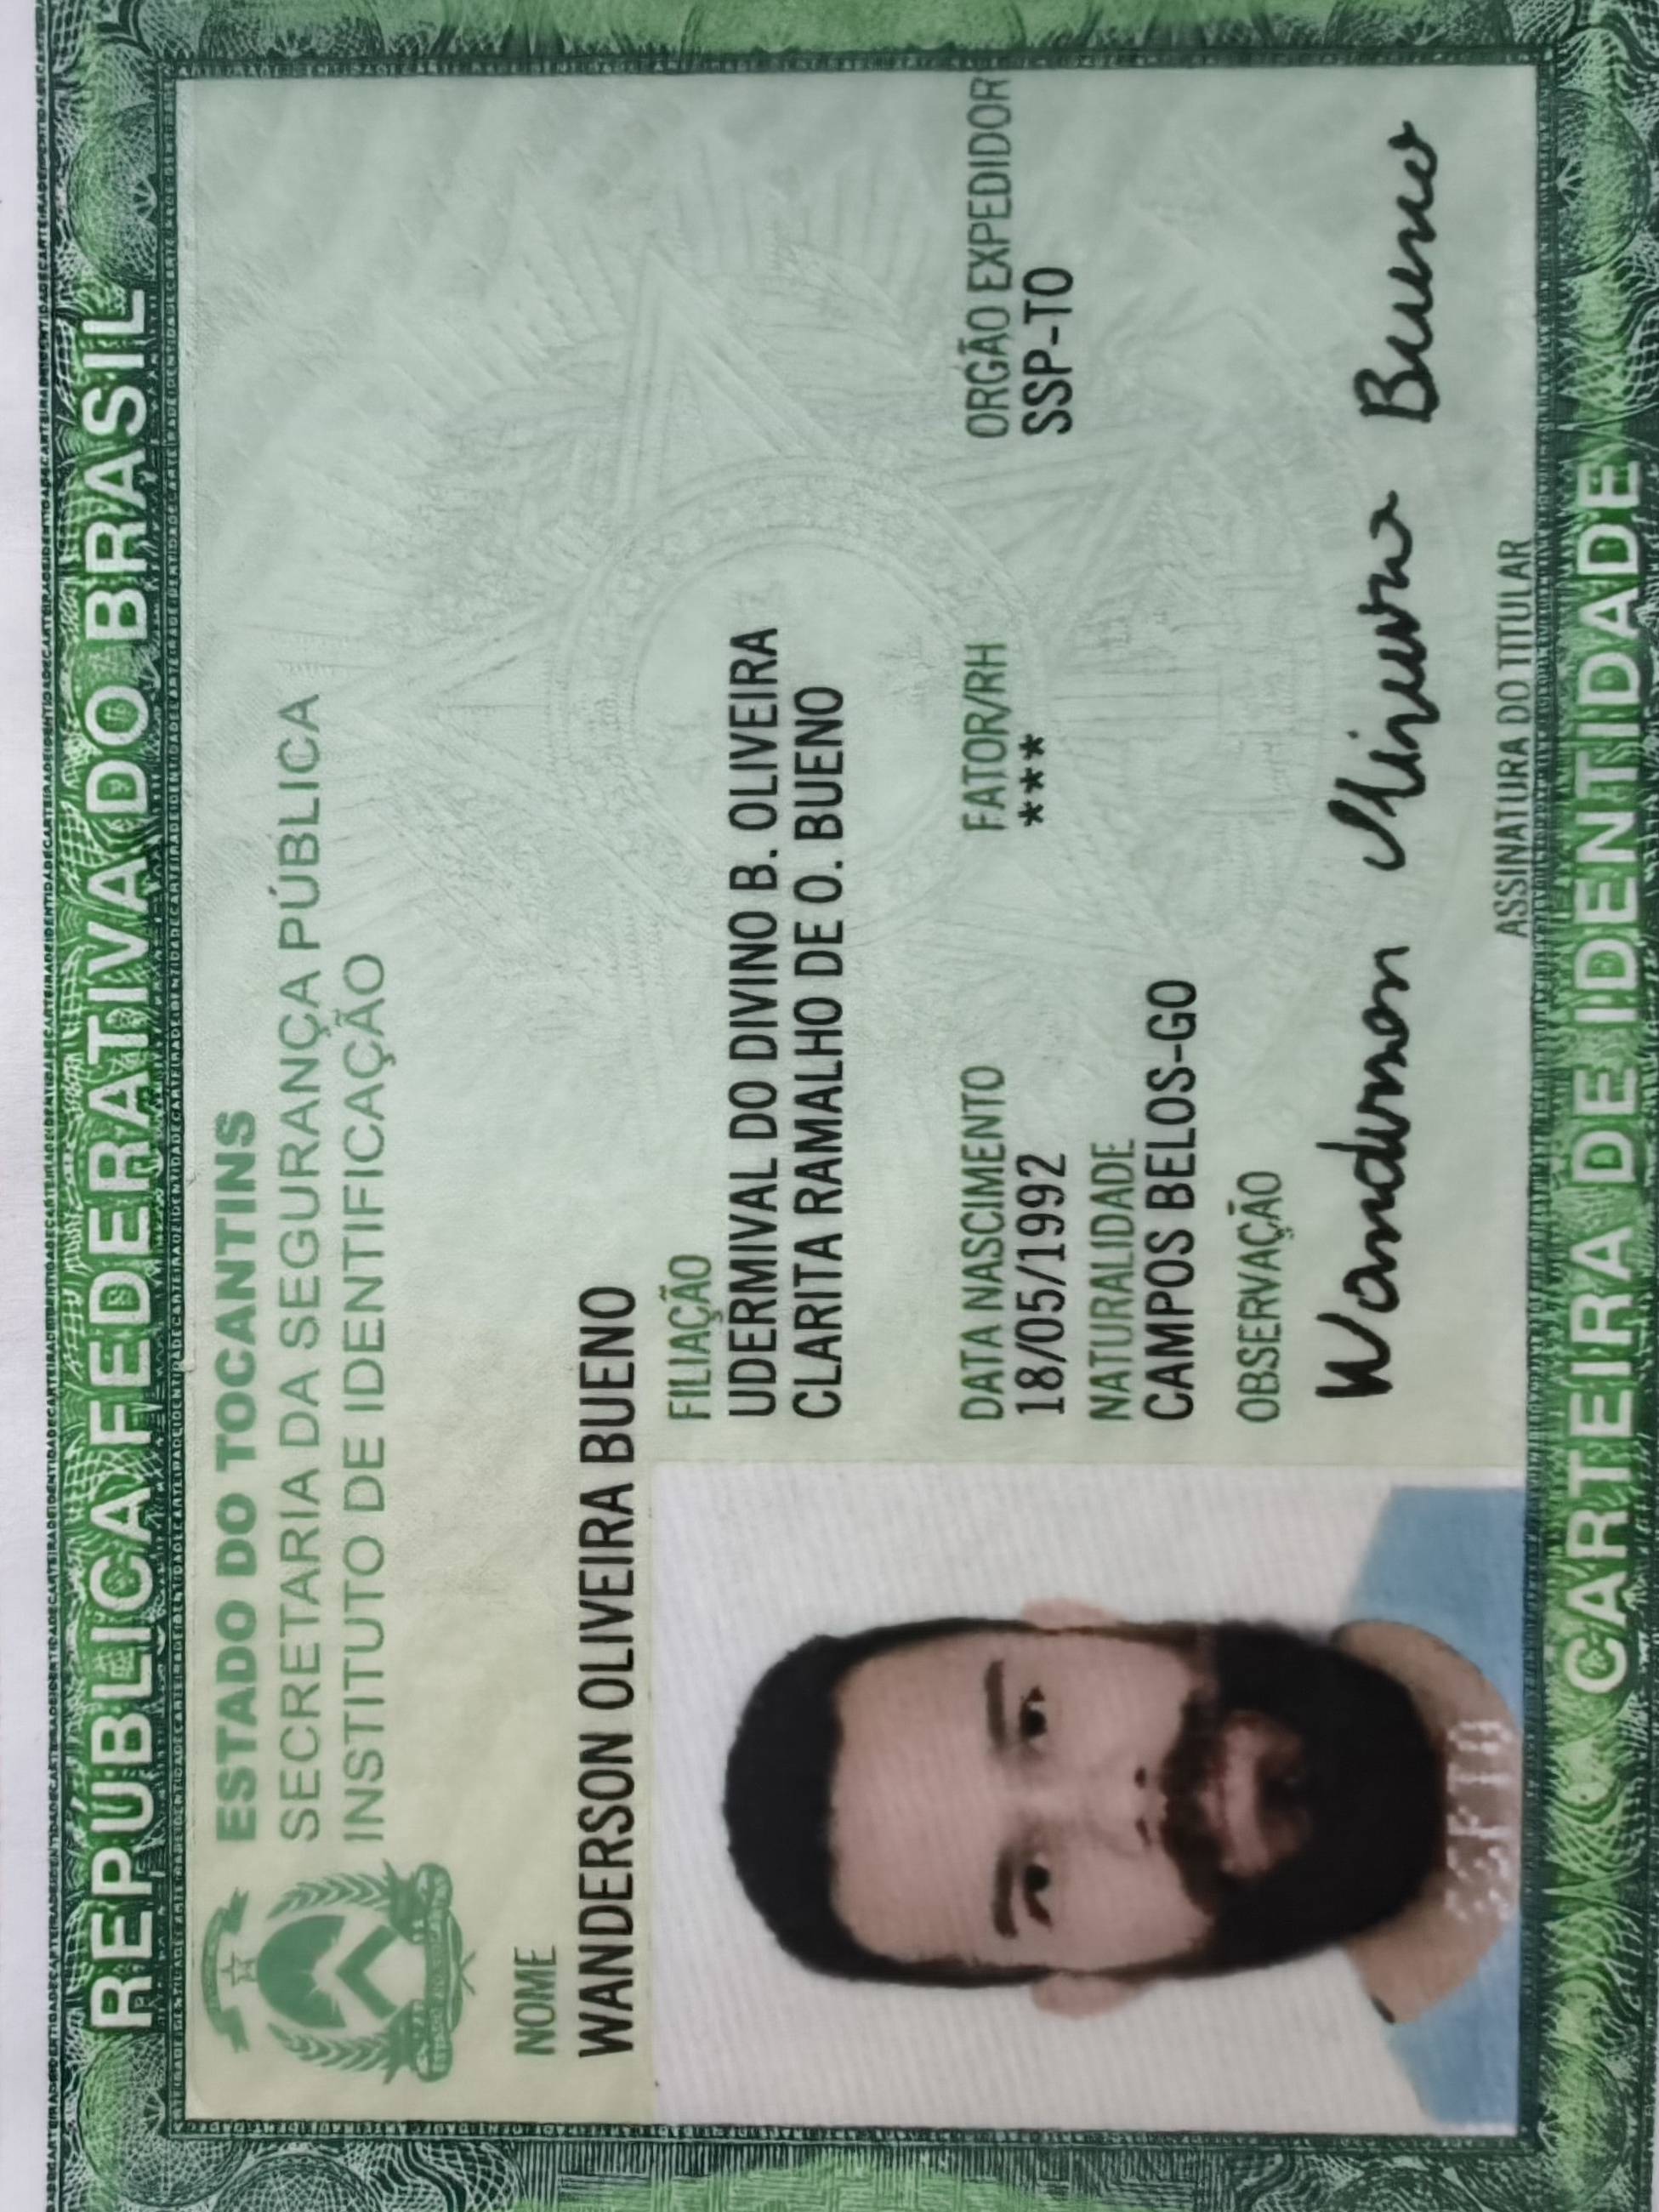 REPÚBLICA FEDERATIVA DO BRASIL
ESTADO DO TOCANTINS
SECRETARIA DA SEGURANÇA PÚBLICA
INSTITUTO DE IDENTIFICAÇÃO
NOME
WANDERSON OLIVEIRA BUENO
FILIAÇÃO
UDERMIVAL DO DIVINO B. OLIVEIRA
CLARITA RAMALHO DE O. BUENO
DATA NASCIMENTO FATOR/RH ORGÃO EXPEDIDOR
18/05/1992 *** SSP-TO
NATURALIDADE
CAMPOS BELOS-GO
OBSERVAÇÃO
Wanderson Oliveira Bueno
ASSINATURA DO TITULAR
CARTEIRA DE IDENTIDADE